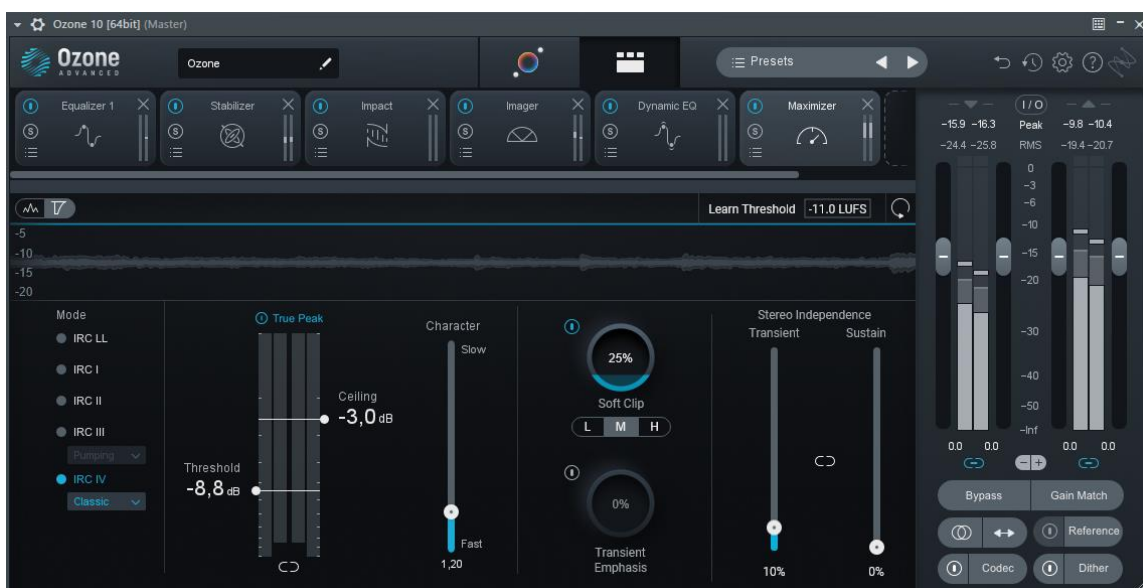 Ozone 10 [64bit] (Master)
Ozone
ADVANCED
Ozone
Presets
Equalizer 1
Stabilizer
Impact
Imager
Dynamic EQ
Maximizer
S
S
S
S
S
S
I/O
-15.9 -16.3 Peak -9.8 -10.4
-24.4 -25.8 RMS -19.4 -20.7
0
-3
-6
-10
-15
-20
-30
-40
-50
-Inf
0.0 0.0 0.0 0.0
Bypass Gain Match
Reference
Codec Dither
Learn Threshold -11.0 LUFS
-5
-10
-15
-20
Mode
IRC LL
IRC I
IRC II
IRC III
Pumping
IRC IV
Classic
True Peak
Ceiling
-3,0 dB
Threshold
-8,8 dB
Character
Slow
Fast
1,20
25%
Soft Clip
L M H
0%
Transient
Emphasis
Stereo Independence
Transient Sustain
10% 0%